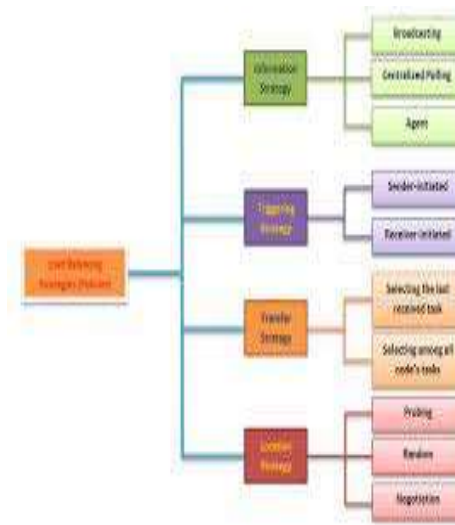 Broadcasting
Information
Strategy
Centralized Polling
Agent
Sender-initiated
Triggering
Strategy
Receiver-initiated
Load Balancing
Strategies (Policies)
Selecting the last
received task
Transfer
Strategy
Selecting among all
node's tasks
Probing
Location
Strategy
Random
Negotiation